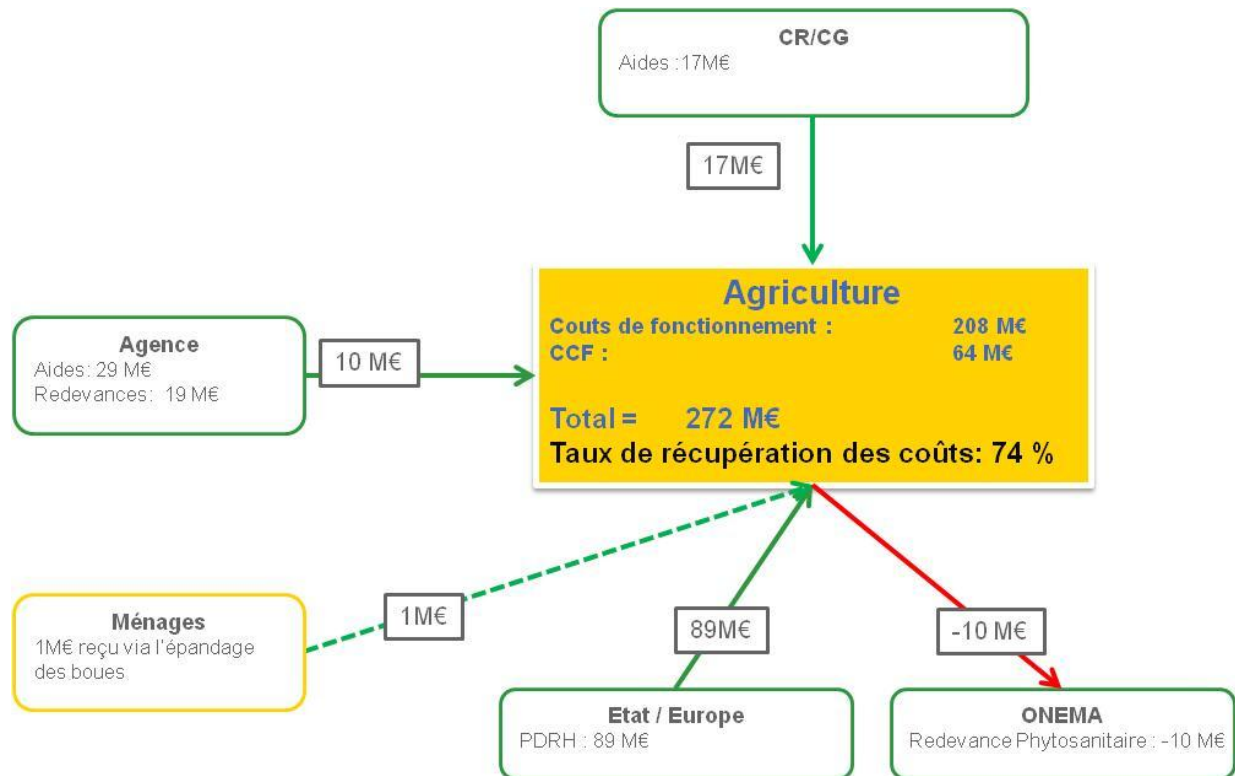 CR/CG
Aides :17M€
17M€
Agriculture
Couts de fonctionnement : 208 M€
CCF : 64 M€
Total = 272 M€
Taux de récupération des coûts: 74 %
Agence
Aides: 29 M€
Redevances: 19 M€
10 M€
Ménages
1M€ reçu via l'épandage
des boues
1M€
89M€
-10 M€
Etat / Europe
PDRH : 89 M€
ONEMA
Redevance Phytosanitaire : -10 M€